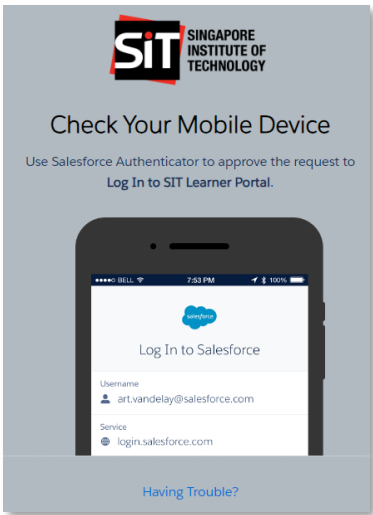 SiT
SINGAPORE
INSTITUTE OF
TECHNOLOGY
Check Your Mobile Device
Use Salesforce Authenticator to approve the request to
Log In to SIT Learner Portal.
BELL 7:53 PM 100%
salesforce
Log In to Salesforce
Username
art.vandelay@salesforce.com
Service
login.salesforce.com
Having Trouble?